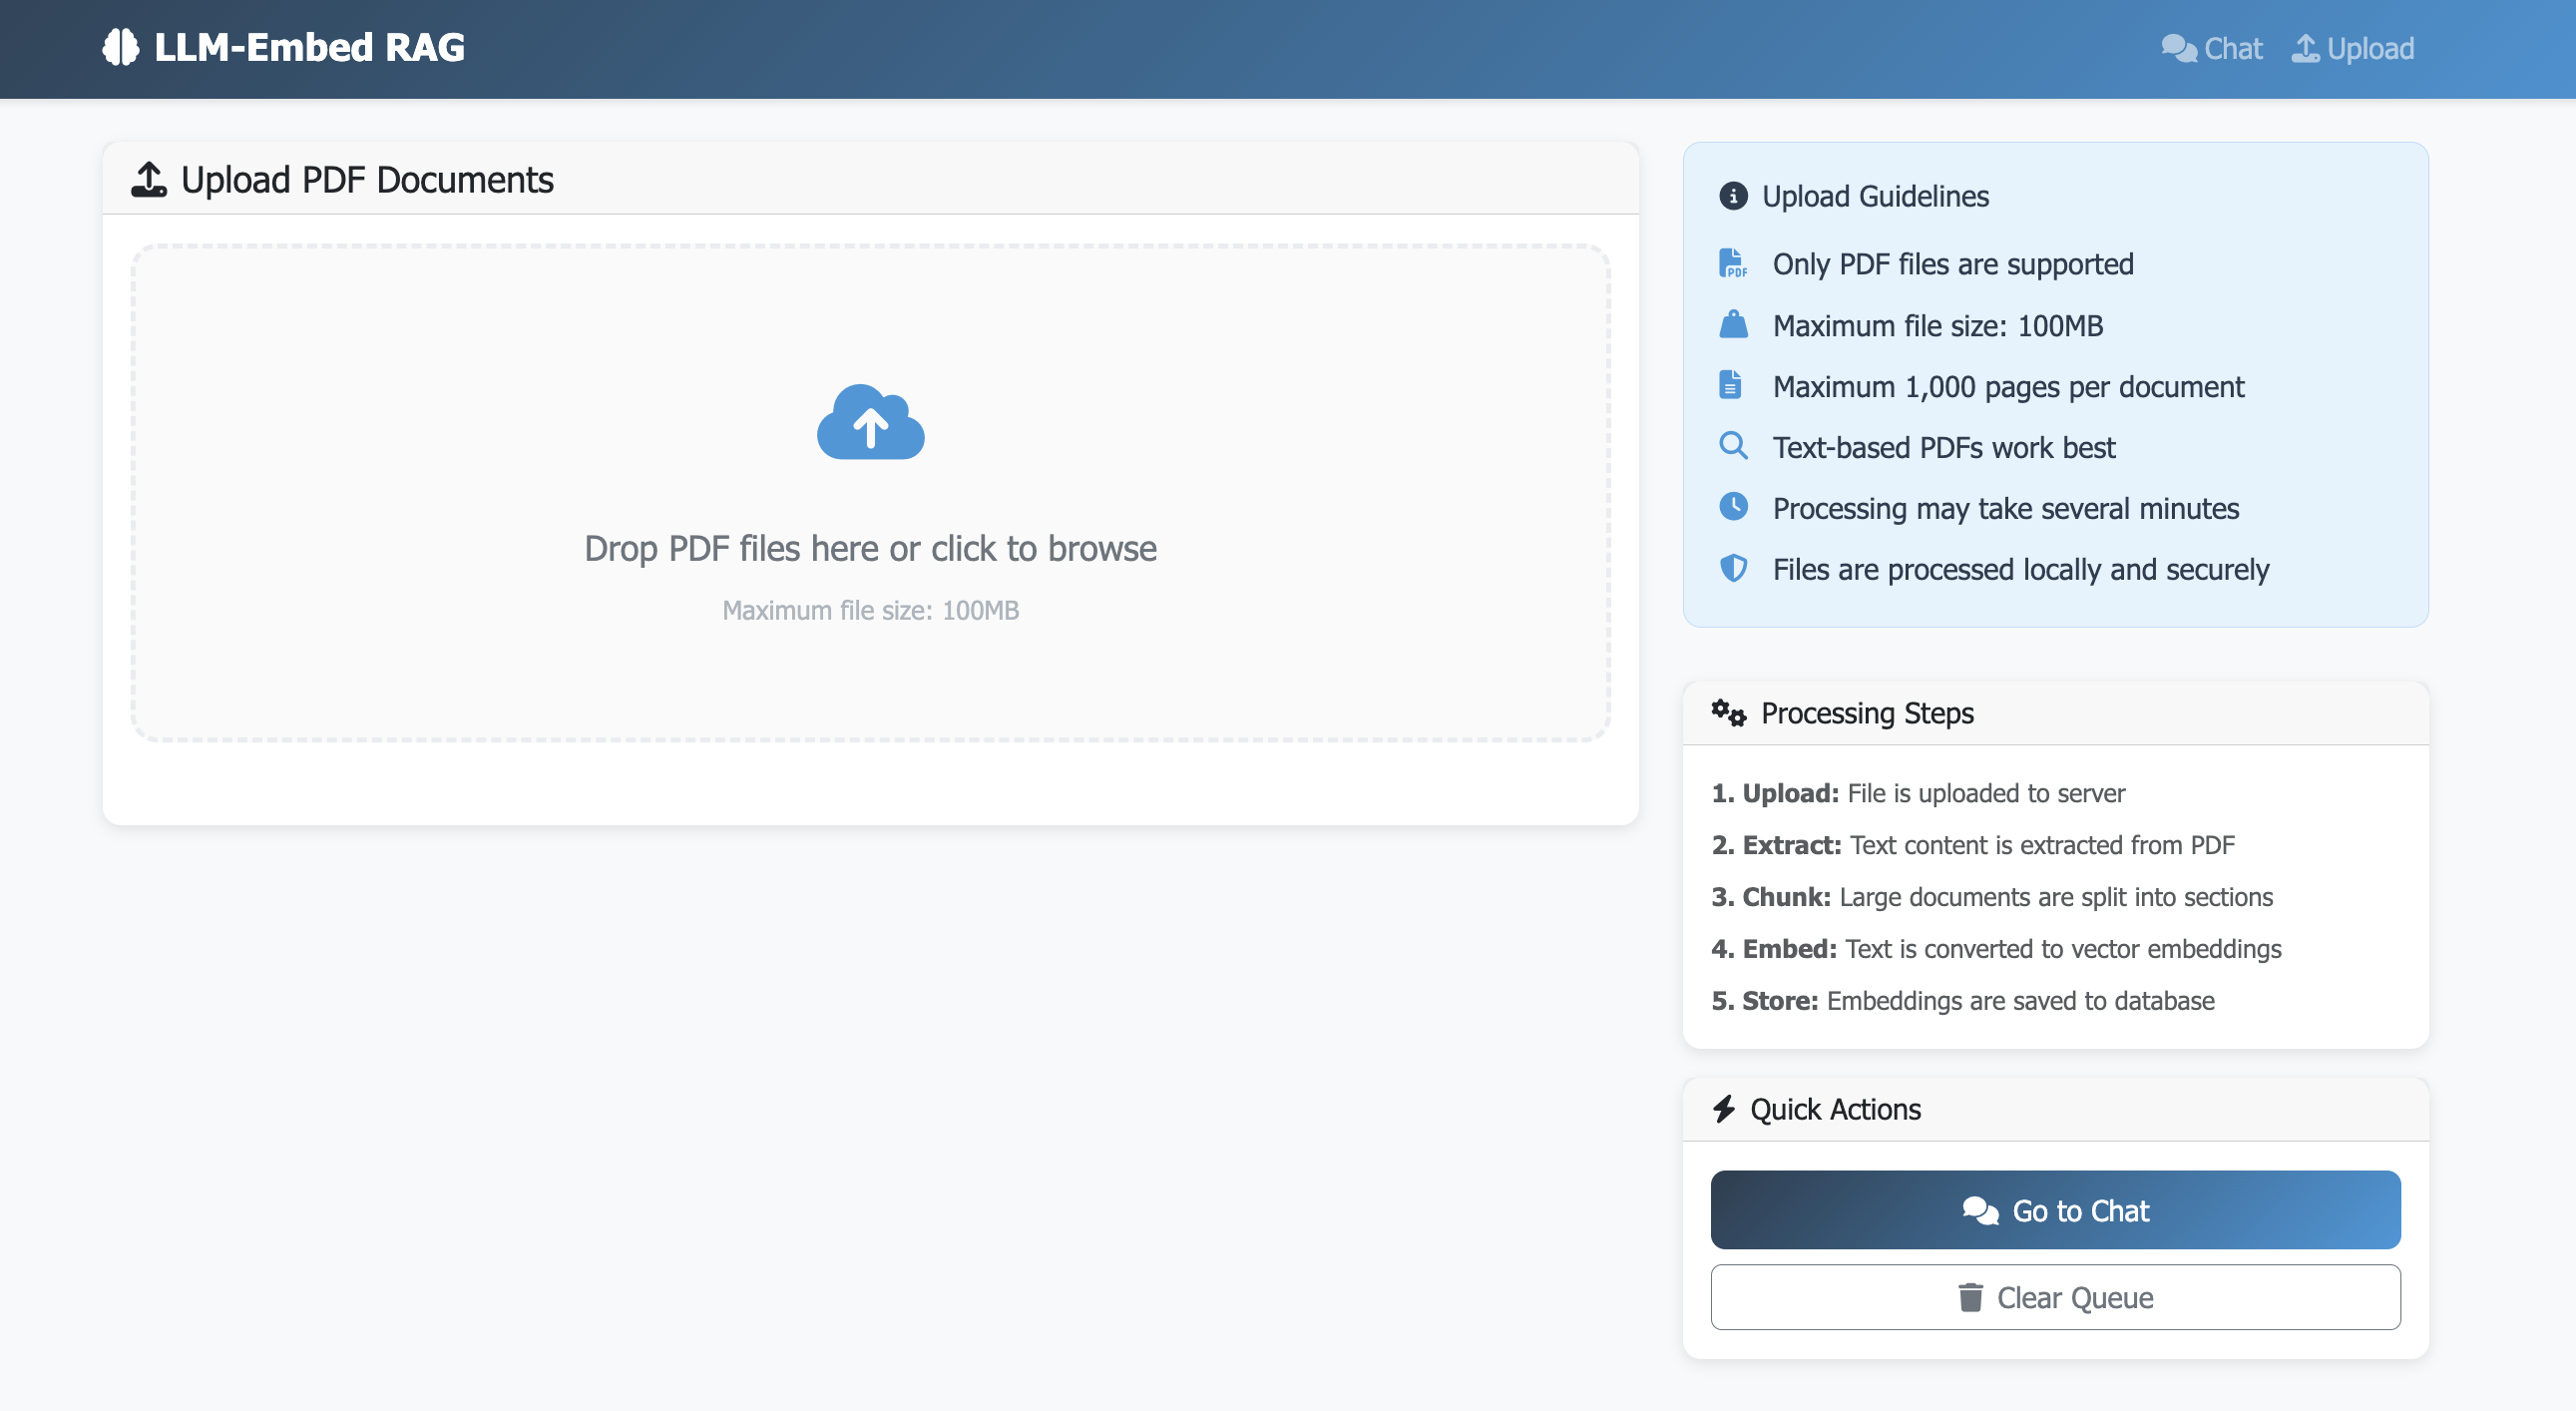 LLM-Embed RAG
Chat
Upload
Upload PDF Documents
Drop PDF files here or click to browse
Maximum file size: 100MB
Upload Guidelines
PDF
Only PDF files are supported
Maximum file size: 100MB
Maximum 1,000 pages per document
Text-based PDFs work best
Processing may take several minutes
Files are processed locally and securely
Processing Steps
1. Upload: File is uploaded to server
2. Extract: Text content is extracted from PDF
3. Chunk: Large documents are split into sections
4. Embed: Text is converted to vector embeddings
5. Store: Embeddings are saved to database
Quick Actions
Go to Chat
Clear Queue